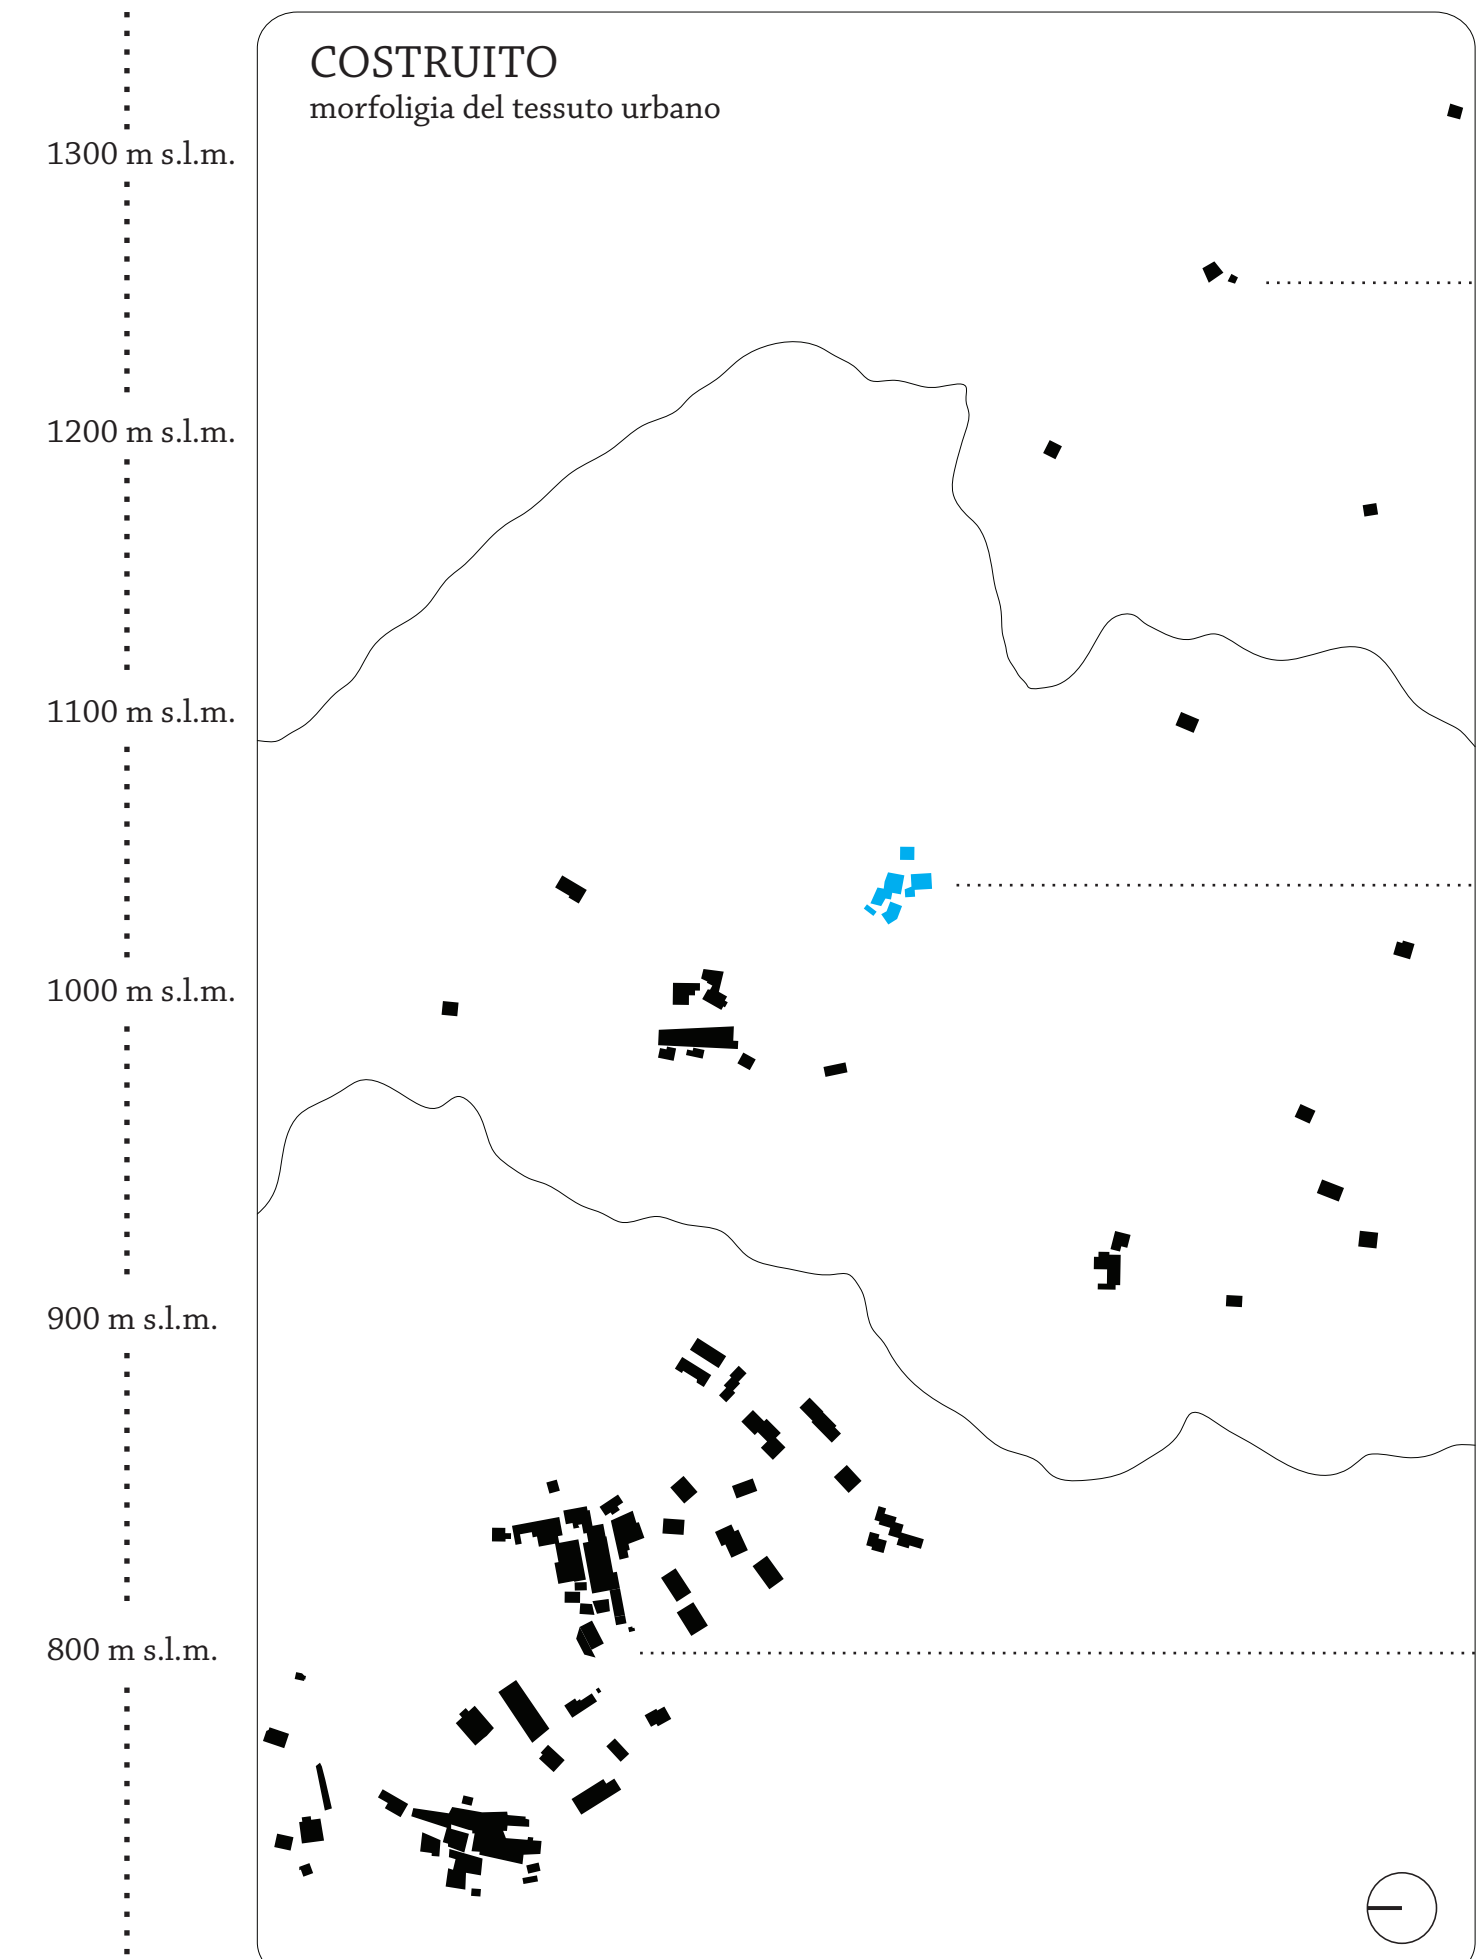 COSTRUITO
morfoligia del tessuto urbano
1300 m s.l.m.
1200 m s.l.m.
1100 m s.l.m.
1000 m s.l.m.
900 m s.l.m.
800 m s.l.m.